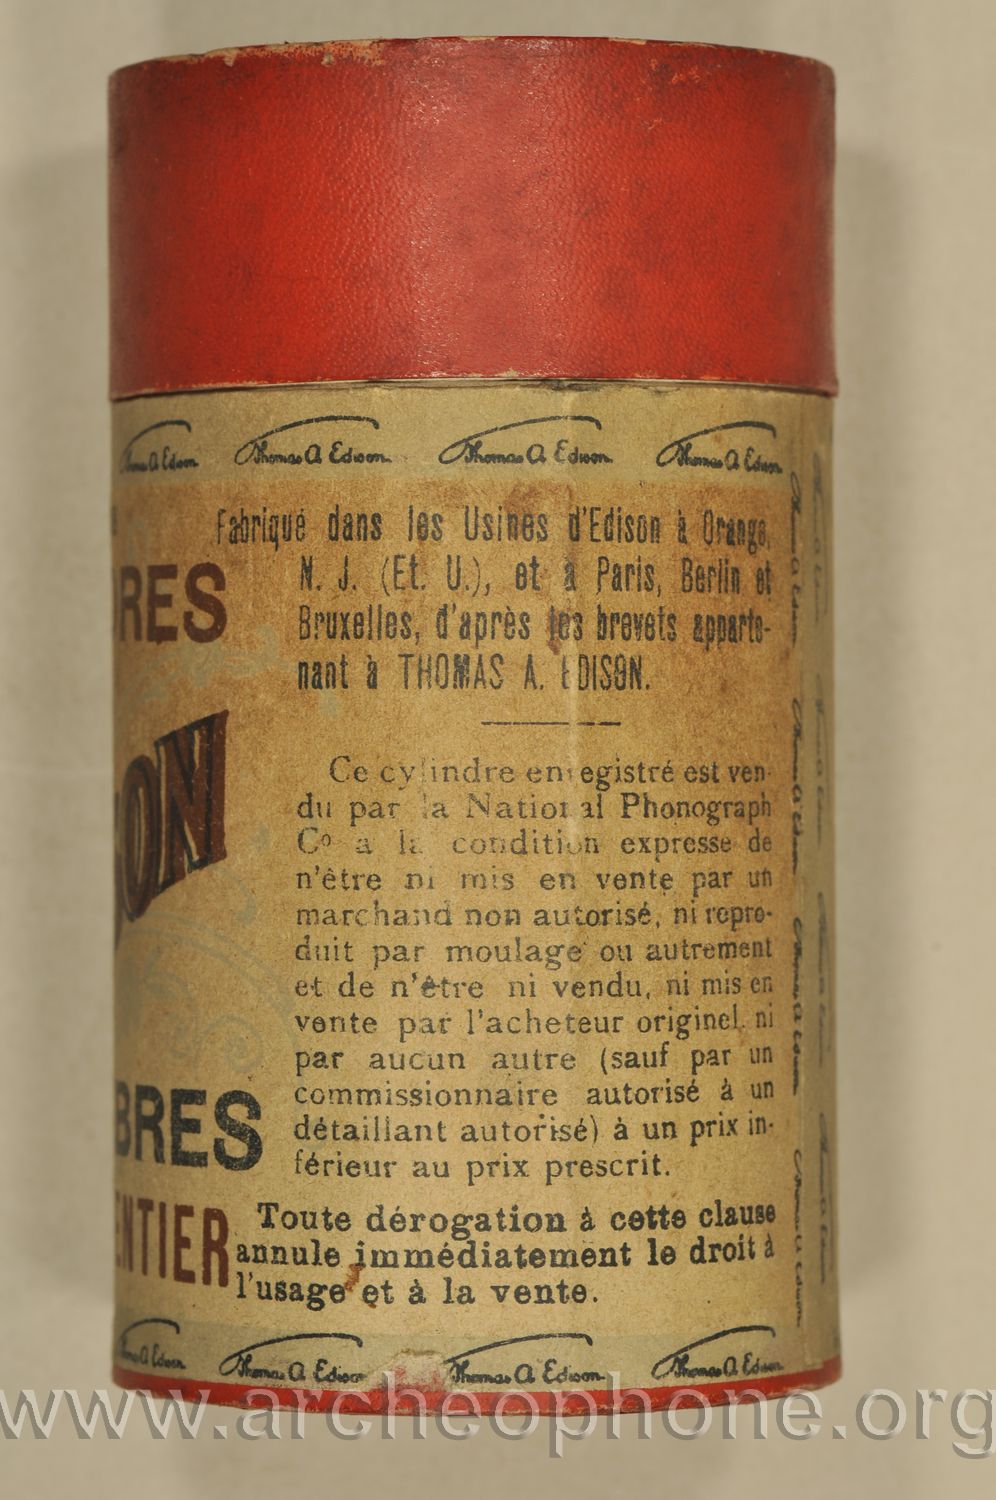 Thomas A Edison Thomas A Edison Thomas A Edison Thomas A Edison
Fabriqué dans les Usines d'Edison à Orange,
N. J. (Et. U.), et à Paris, Berlin et
Bruxelles, d'après les brevets apparte-
nant à THOMAS A. EDISON.
Ce cylindre enregistré est ven-
du par la National Phonograph
Co a la condition expresse de
n'être ni mis en vente par un
marchand non autorisé, ni repro-
duit par moulage ou autrement
et de n'être ni vendu, ni mis en
vente par l'acheteur originel, ni
par aucun autre (sauf par un
commissionnaire autorisé à un
détaillant autorisé) à un prix in-
férieur au prix prescrit.
Toute dérogation à cette clause
annule immédiatement le droit à
l'usage et à la vente.
DRES
SON
BRES
ENTIER
Thomas A Edison Thomas A Edison Thomas A Edison Thomas A Edison
www.archeophone.org